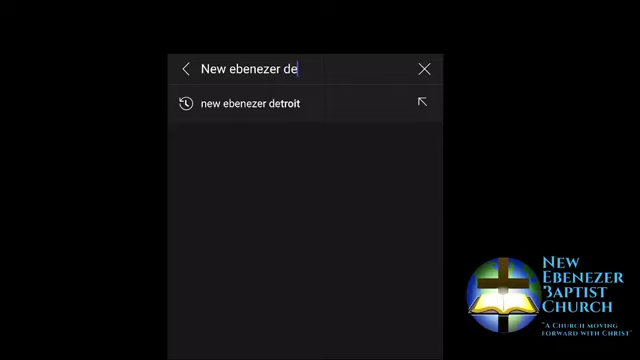 New ebenezer de
new ebenezer detroit
New
Ebenezer
Baptist
Church
"A Church moving
forward with Christ"